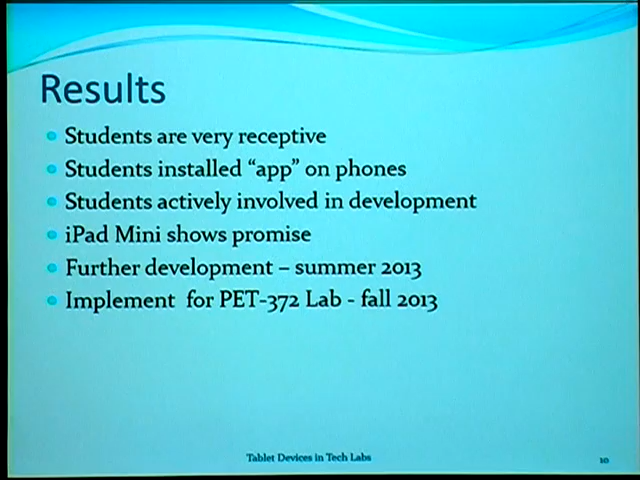 Results
Students are very receptive
Students installed “app” on phones
Students actively involved in development
iPad Mini shows promise
Further development – summer 2013
Implement for PET-372 Lab - fall 2013
Tablet Devices in Tech Labs
10